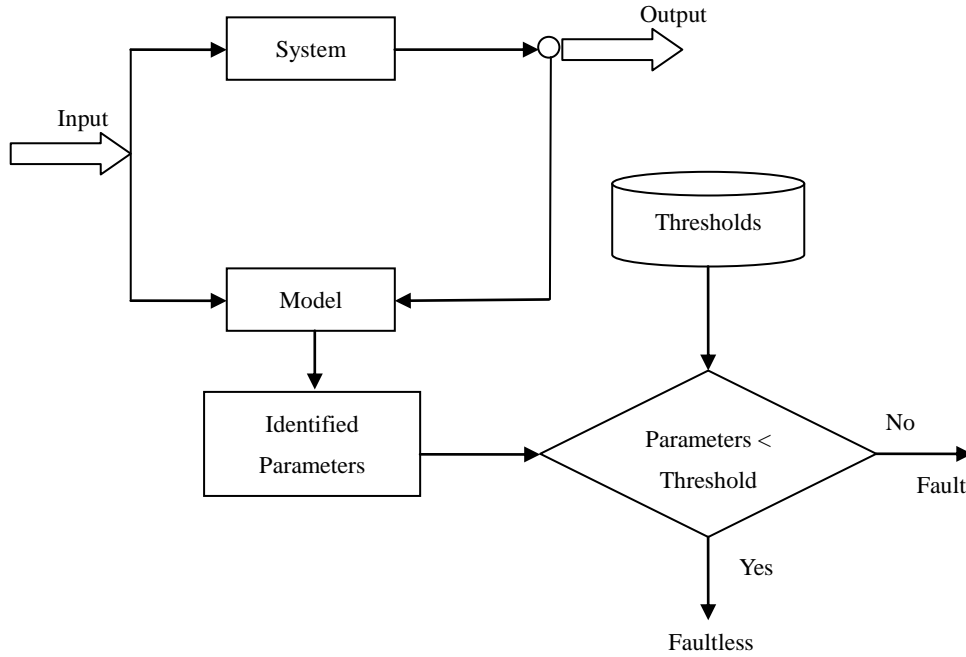 Output
System
Input
Thresholds
Model
Identified
Parameters
Parameters <
Threshold
No
Fault
Yes
Faultless